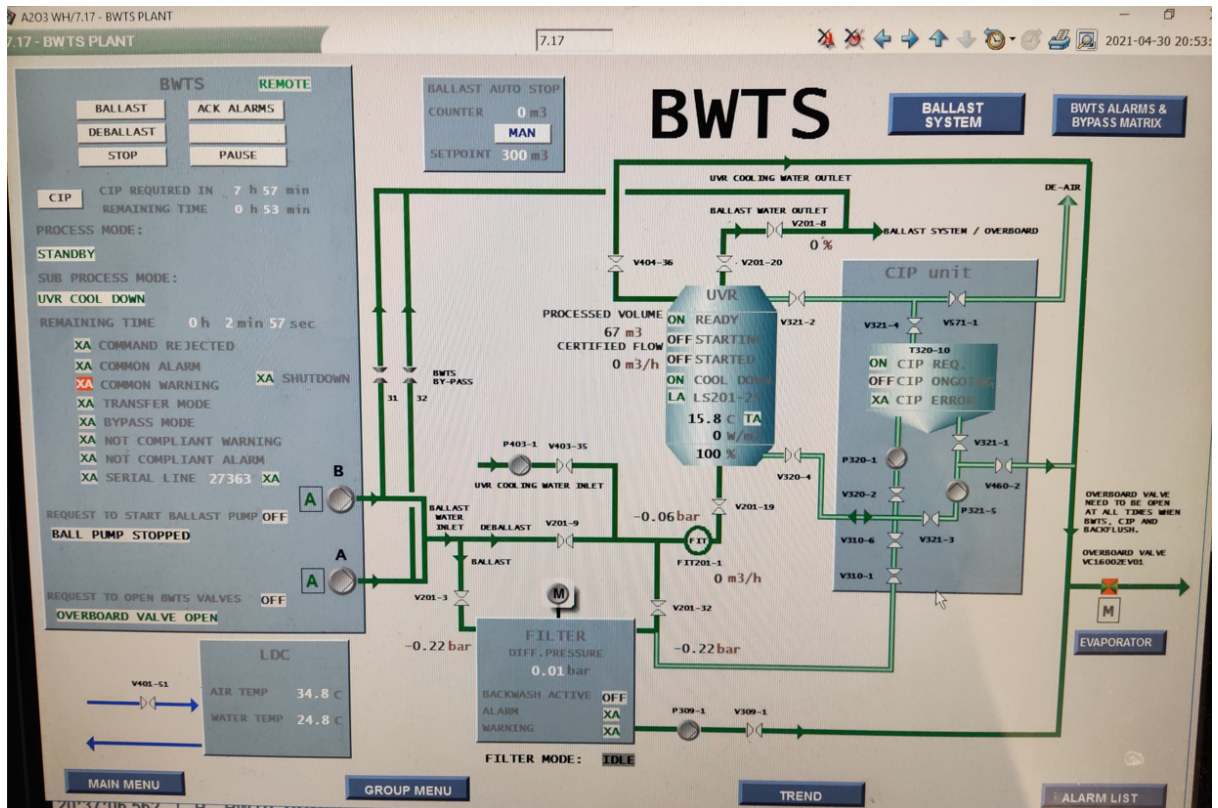 A2O3 WH/7.17 - BWTS PLANT
7.17 - BWTS PLANT
7.17
2021-04-30 20:53:
BWTS REMOTE
BALLAST ACK ALARMS
DEBALLAST
STOP PAUSE
CIP CIP REQUIRED IN 7 h 57 min
REMAINING TIME 0 h 53 min
PROCESS MODE:
STANDBY
SUB PROCESS MODE:
UVR COOL DOWN
REMAINING TIME 0 h 2 min 57 sec
XA COMMAND REJECTED
XA COMMON ALARM
XA COMMON WARNING XA SHUTDOWN
XA TRANSFER MODE
XA BYPASS MODE
XA NOT COMPLIANT WARNING
XA NOT COMPLIANT ALARM
XA SERIAL LINE 27363 XA
REQUEST TO START BALLAST PUMP OFF
BALL PUMP STOPPED
REQUEST TO OPEN BWTS VALVES OFF
OVERBOARD VALVE OPEN
B
A
A
A
BALLAST AUTO STOP
COUNTER 0 m3
MAN
SETPOINT 300 m3
BWTS
BALLAST
SYSTEM
BWTS ALARMS &
BYPASS MATRIX
UVR COOLING WATER OUTLET
DE-AIR
BALLAST WATER OUTLET
V201-8
0 %
BALLAST SYSTEM / OVERBOARD
V404-36
V201-20
UVR
PROCESSED VOLUME
67 m3
CERTIFIED FLOW
0 m3/h
ON READY
OFF STARTING
OFF STARTED
ON COOL DOWN
LA LS201-29
15.8 C TA
0 W/m
100 %
V321-2
CIP unit
V321-4
V571-1
T320-10
ON CIP REQ.
OFF CIP ONGOING
XA CIP ERROR
V321-1
P320-1
V460-2
V320-4
V320-2
P321-5
V310-6
V321-3
V310-1
BWTS
BY-PASS
31
32
P403-1 V403-35
UVR COOLING WATER INLET
BALLAST
WATER
INLET
DEBALLAST
V201-9
-0.06 bar
V201-19
FIT
FIT201-1
0 m3/h
BALLAST
V201-3
M
V201-32
-0.22 bar
-0.22 bar
FILTER
DIFF.PRESSURE
0.01 bar
BACKWASH ACTIVE OFF
ALARM XA
WARNING XA
FILTER MODE: IDLE
P309-1 V309-1
OVERBOARD VALVE
NEED TO BE OPEN
AT ALL TIMES WHEN
BWTS, CIP AND
BACKFLUSH.
OVERBOARD VALVE
VC16002EV01
M
EVAPORATOR
LDC
V401-51
AIR TEMP 34.8 C
WATER TEMP 24.8 C
MAIN MENU
GROUP MENU
TREND
ALARM LIST